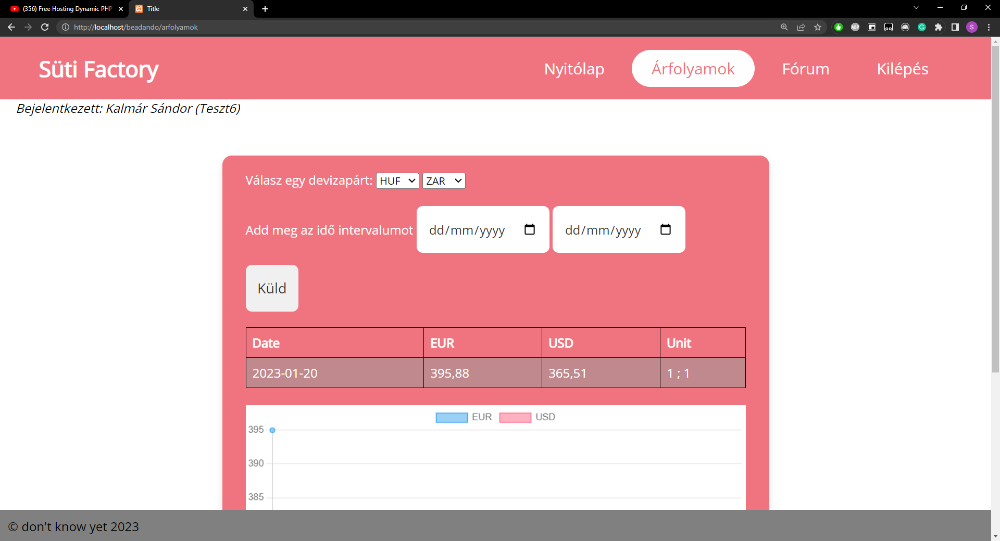 (356) Free Hosting Dynamic PHP
Title
http://localhost/beadando/arfolyamok
ABP
S
Süti Factory
Nyitólap
Árfolyamok
Fórum
Kilépés
Bejelentkezett: Kalmár Sándor (Teszt6)
Válasz egy devizapárt: HUF ZAR
Add meg az idő intervalumot dd/mm/yyyy dd/mm/yyyy
Küld
Date EUR USD Unit
2023-01-20 395,88 365,51 1 ; 1
EUR USD
395
390
385
© don't know yet 2023